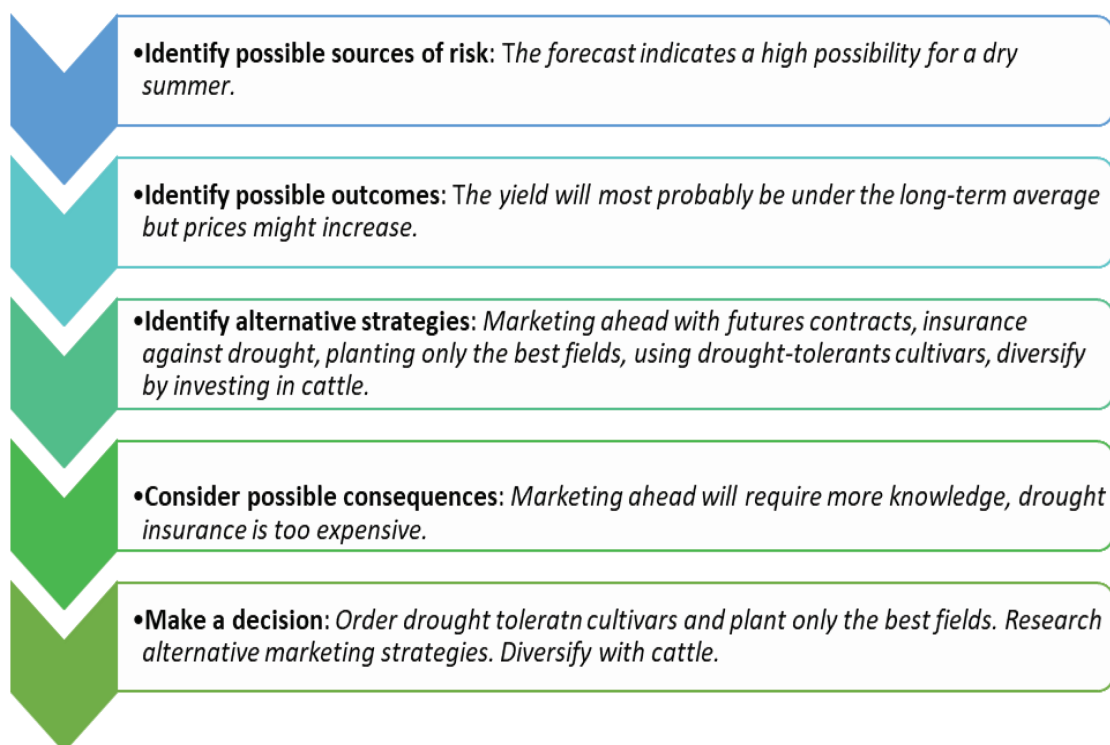 •Identify possible sources of risk: The forecast indicates a high possibility for a dry
summer.
•Identify possible outcomes: The yield will most probably be under the long-term average
but prices might increase.
•Identify alternative strategies: Marketing ahead with futures contracts, insurance
against drought, planting only the best fields, using drought-tolerants cultivars, diversify
by investing in cattle.
•Consider possible consequences: Marketing ahead will require more knowledge, drought
insurance is too expensive.
•Make a decision: Order drought toleratn cultivars and plant only the best fields. Research
alternative marketing strategies. Diversify with cattle.